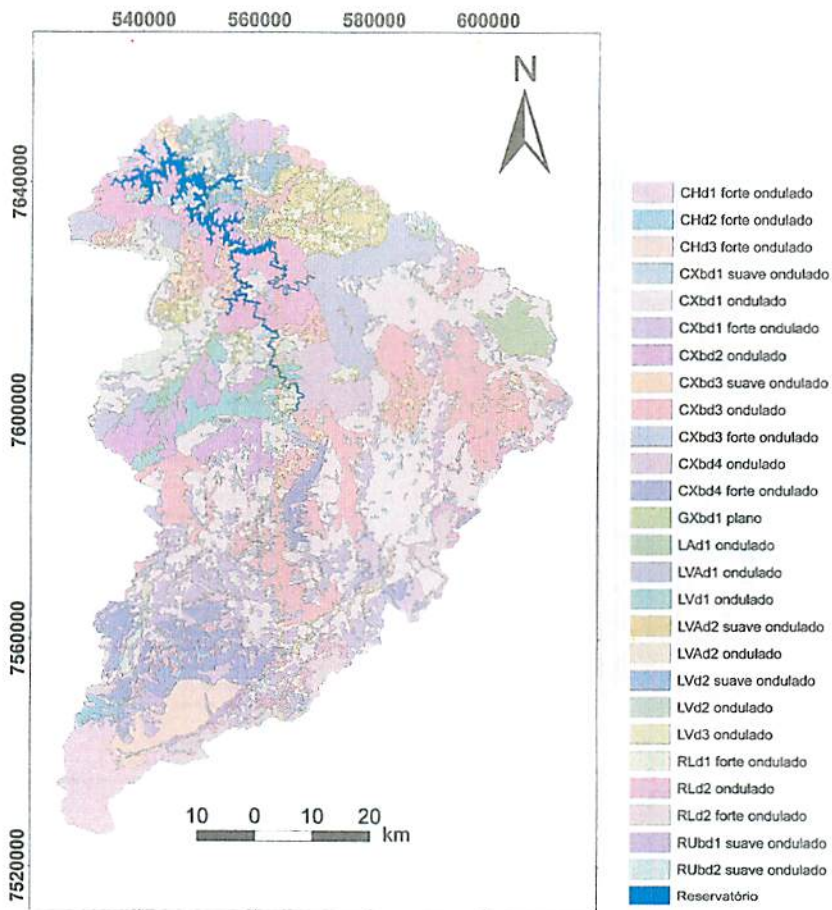 540000 560000 580000 600000
N
7640000
7600000
7560000
7520000
10 0 10 20
km
CHd1 forte ondulado
CHd2 forte ondulado
CHd3 forte ondulado
CXbd1 suave ondulado
CXbd1 ondulado
CXbd1 forte ondulado
CXbd2 ondulado
CXbd3 suave ondulado
CXbd3 ondulado
CXbd3 forte ondulado
CXbd4 ondulado
CXbd4 forte ondulado
GXbd1 plano
LAd1 ondulado
LVAd1 ondulado
LVd1 ondulado
LVAd2 suave ondulado
LVAd2 ondulado
LVd2 suave ondulado
LVd2 ondulado
LVd3 ondulado
RLd1 forte ondulado
RLd2 ondulado
RLd2 forte ondulado
RUbd1 suave ondulado
RUbd2 suave ondulado
Reservatório